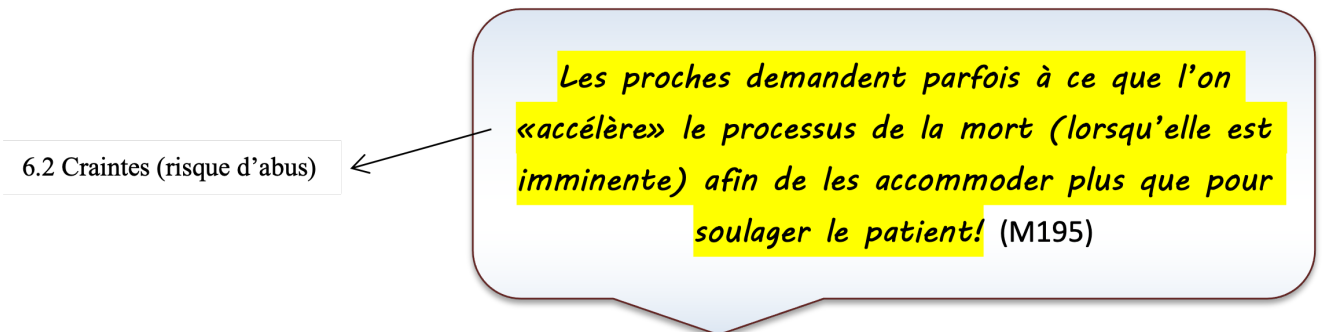 Les proches demandent parfois à ce que l’on
«accélère» le processus de la mort (lorsqu’elle est
6.2 Craintes (risque d’abus)
imminente) afin de les accommoder plus que pour
soulager le patient! (M195)